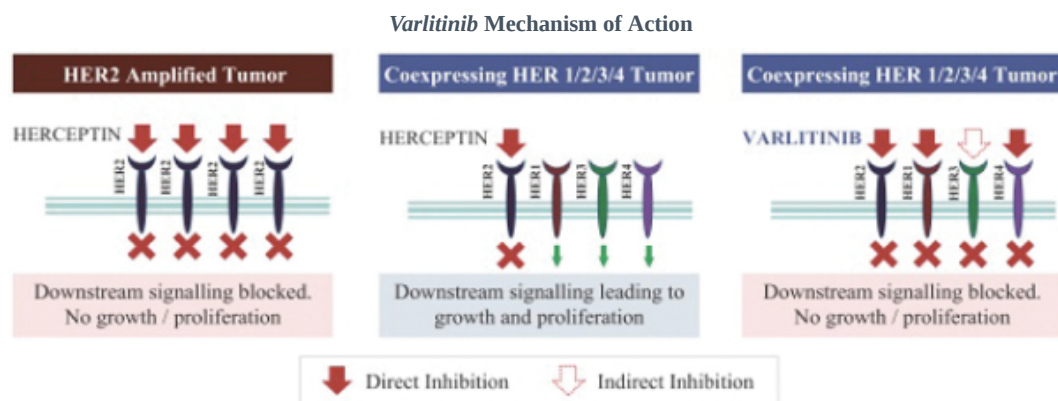 Varlitinib Mechanism of Action
HER2 Amplified Tumor
HERCEPTIN
HER2
HER2
HER2
HER2
Downstream signalling blocked.
No growth / proliferation
Coexpressing HER 1/2/3/4 Tumor
HERCEPTIN
HER2
HER1
HER3
HER4
Downstream signalling leading to
growth and proliferation
Coexpressing HER 1/2/3/4 Tumor
VARLITINIB
HER2
HER1
HER3
HER4
Downstream signalling blocked.
No growth / proliferation
Direct Inhibition
Indirect Inhibition